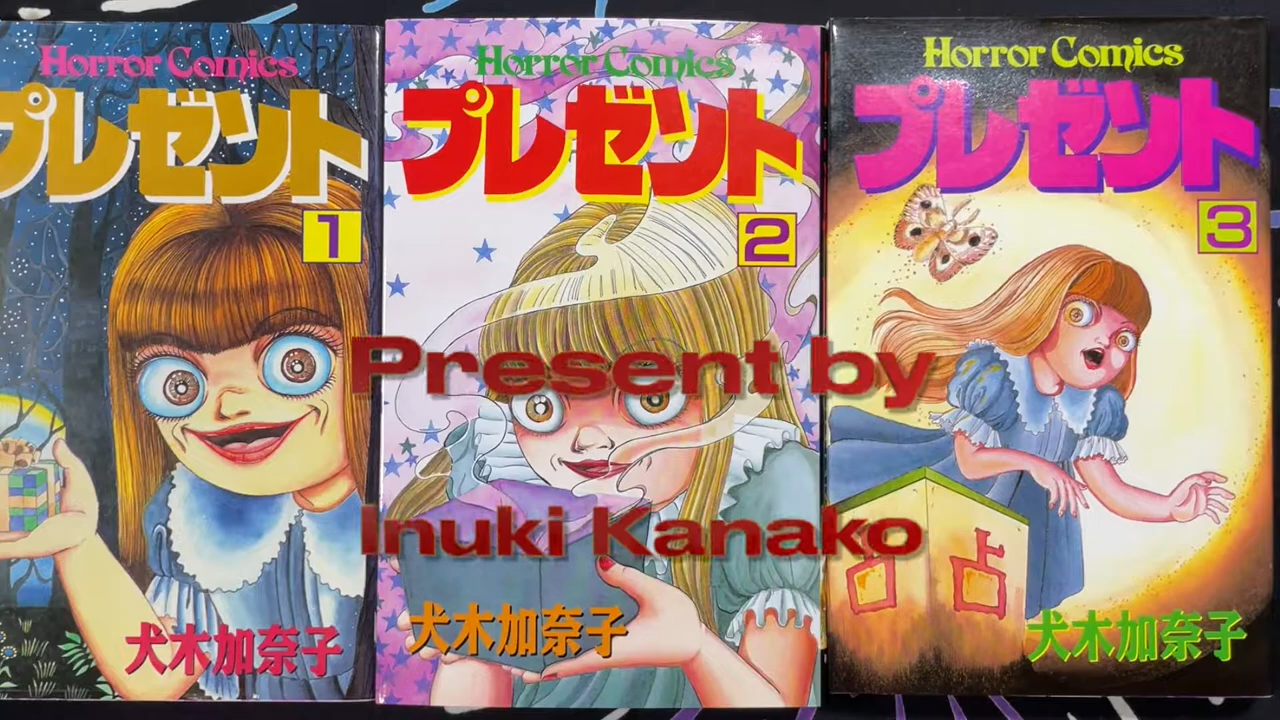 Horror Comics
プレゼント
1
犬木加奈子
Horror Comics
プレゼント
2
犬木加奈子
Horror Comics
プレゼント
3
占
占
犬木加奈子
Present by
Inuki Kanako